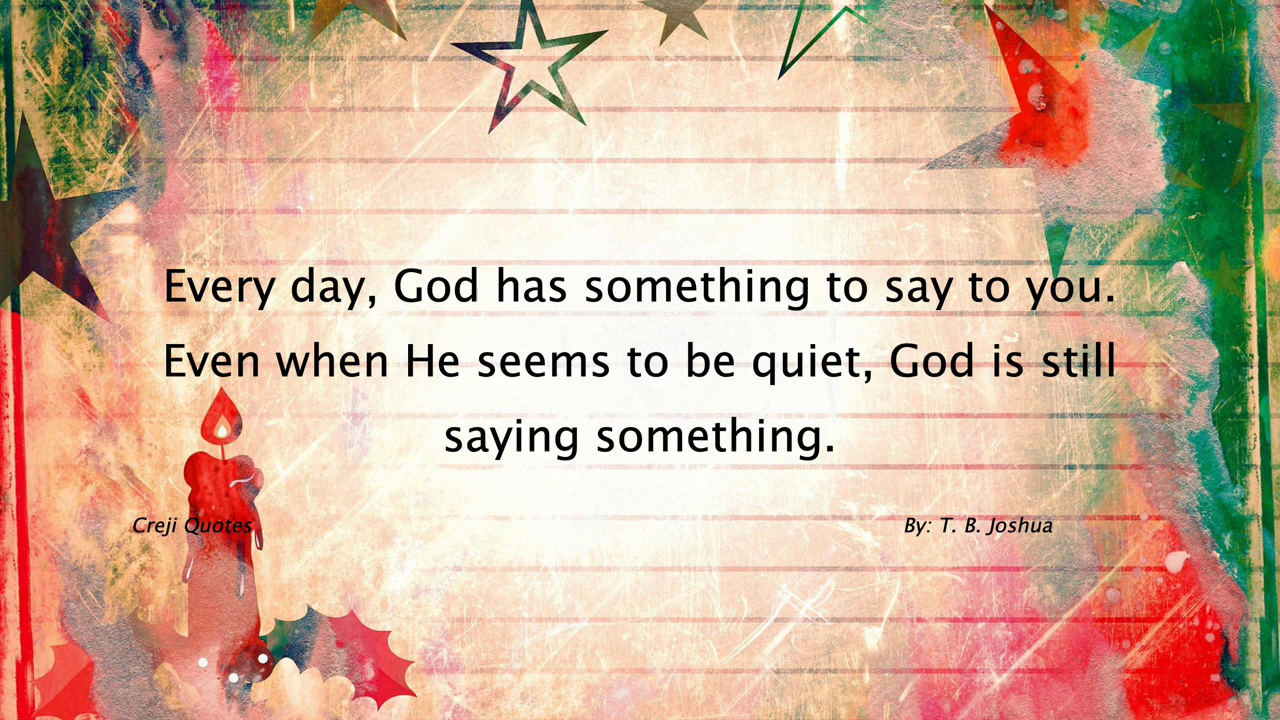 Every day, God has something to say to you.
Even when He seems to be quiet, God is still
saying something.
Creji Quotes
By: T. B. Joshua